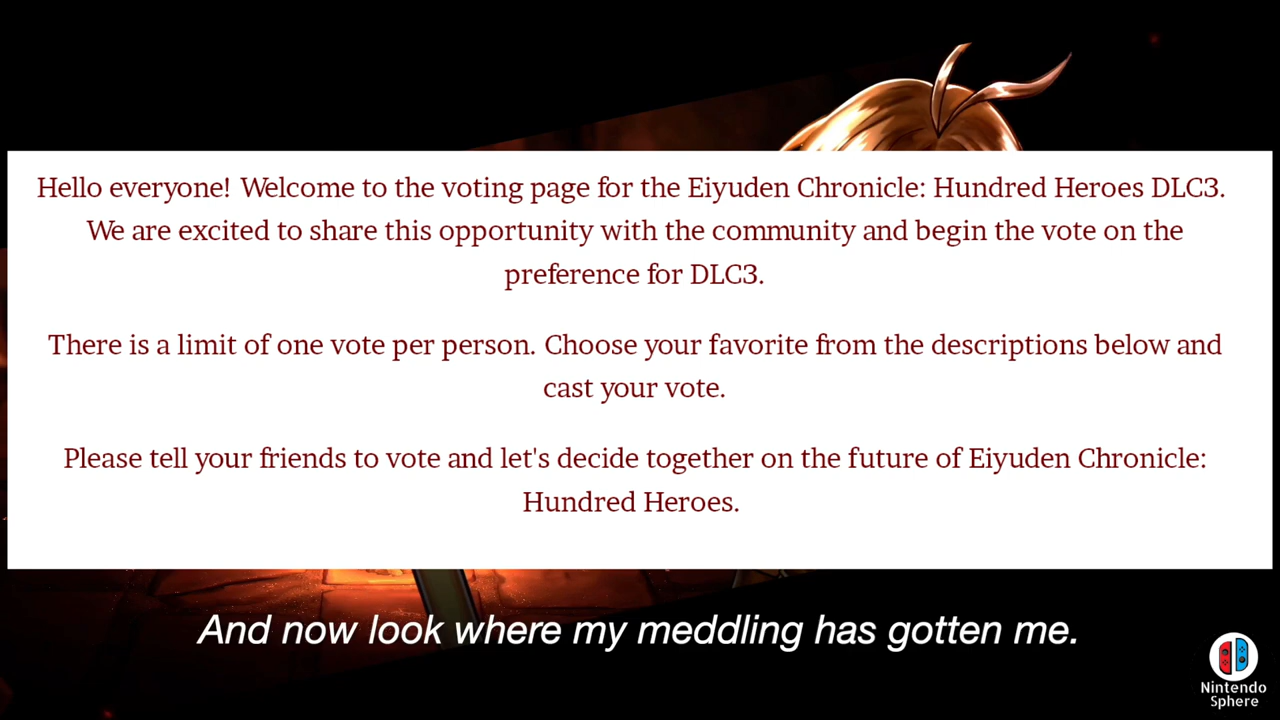 Hello everyone! Welcome to the voting page for the Eiyuden Chronicle: Hundred Heroes DLC3.
We are excited to share this opportunity with the community and begin the vote on the
preference for DLC3.
There is a limit of one vote per person. Choose your favorite from the descriptions below and
cast your vote.
Please tell your friends to vote and let's decide together on the future of Eiyuden Chronicle:
Hundred Heroes.
And now look where my meddling has gotten me.
Nintendo
Sphere